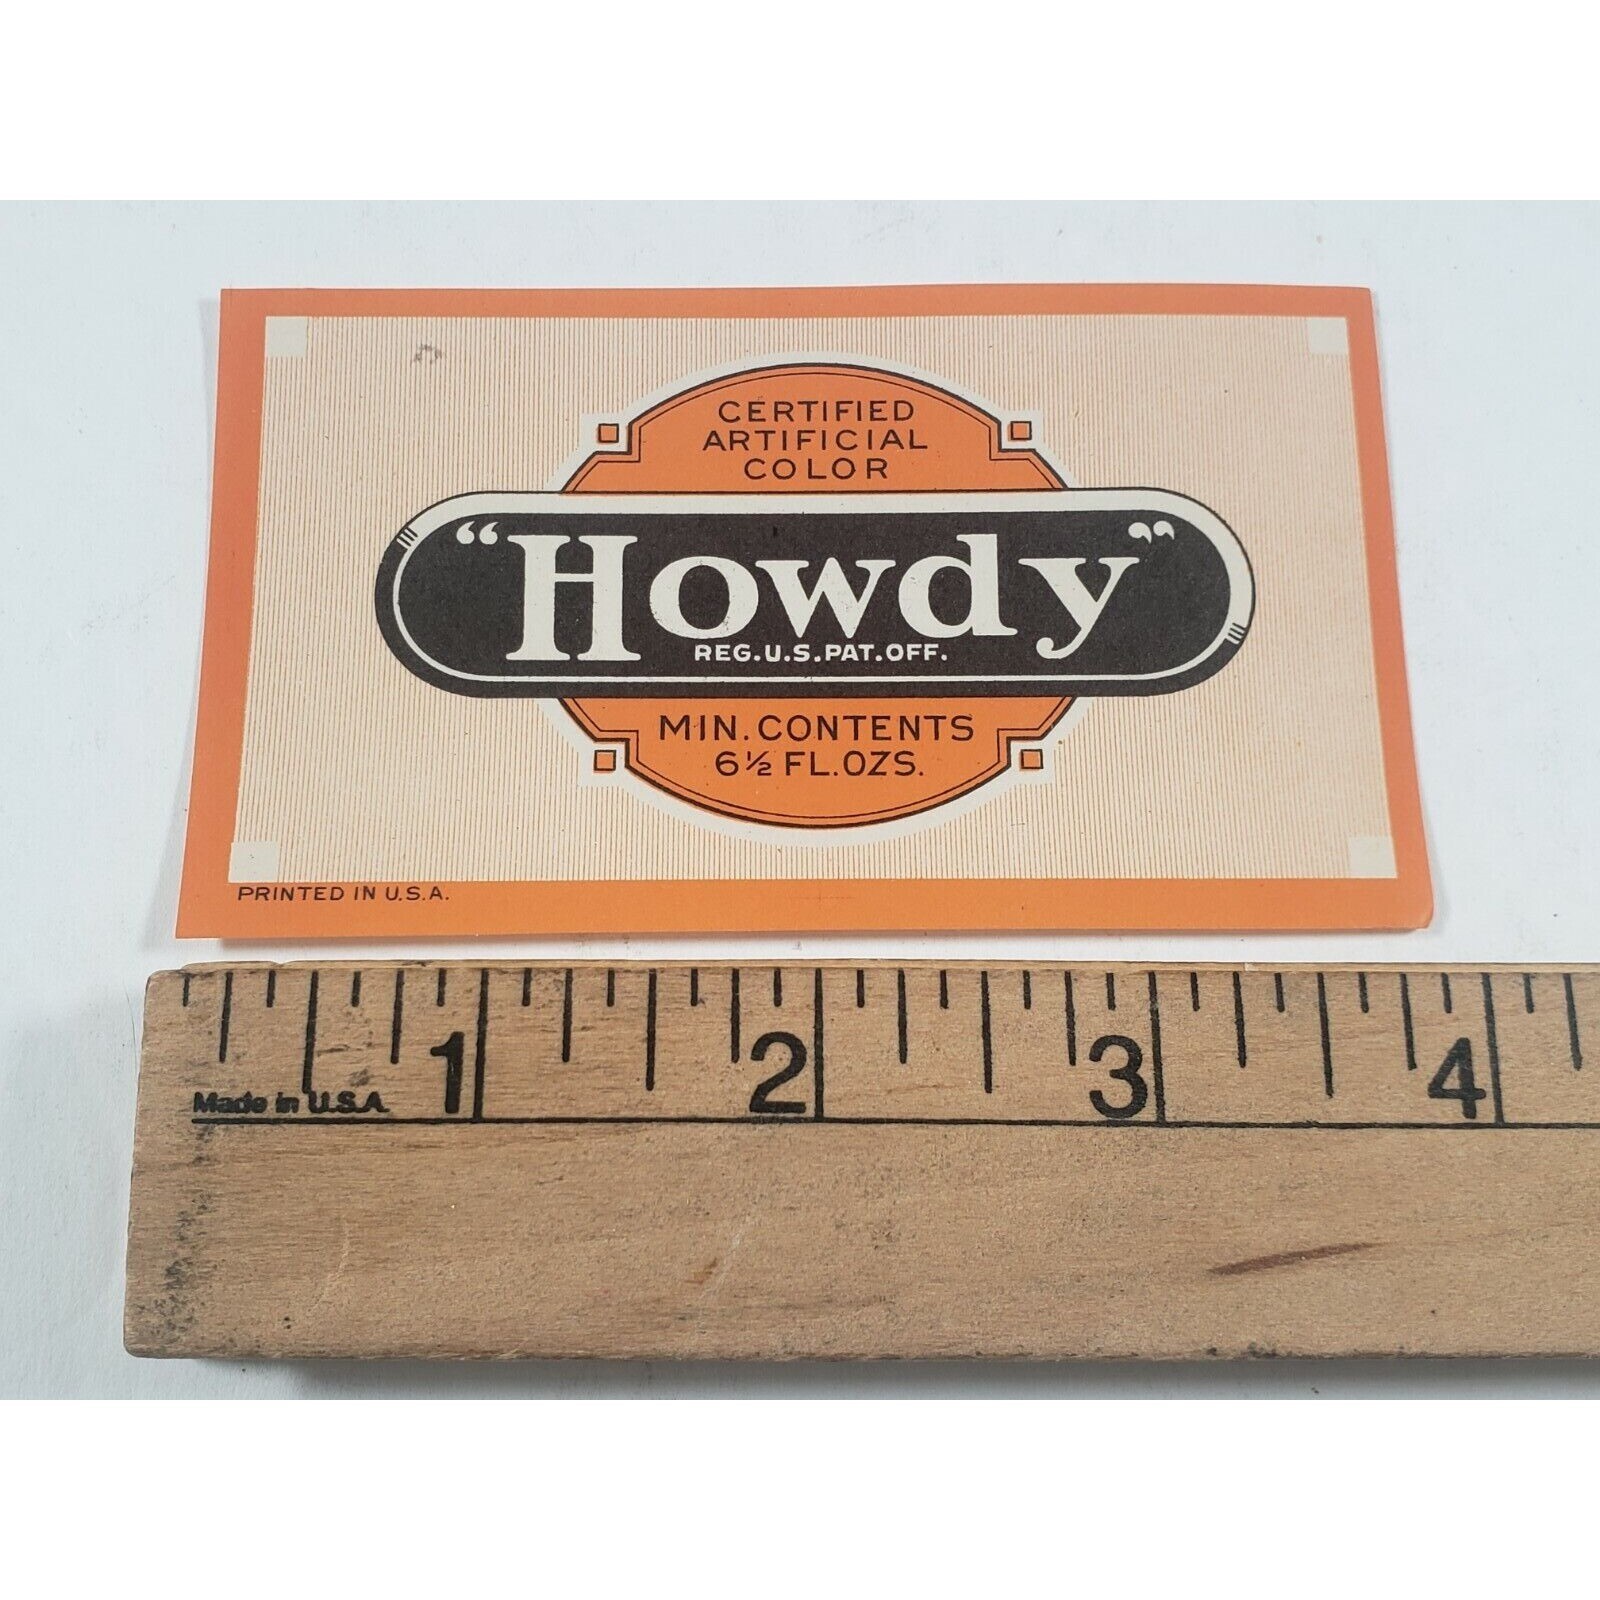 CERTIFIED
ARTIFICIAL
COLOR
“Howdy”
REG.U.S.PAT.OFF.
MIN. CONTENTS
6½ FL.OZS.
PRINTED IN U.S.A.
1 2 3 4
Made in U.S.A.